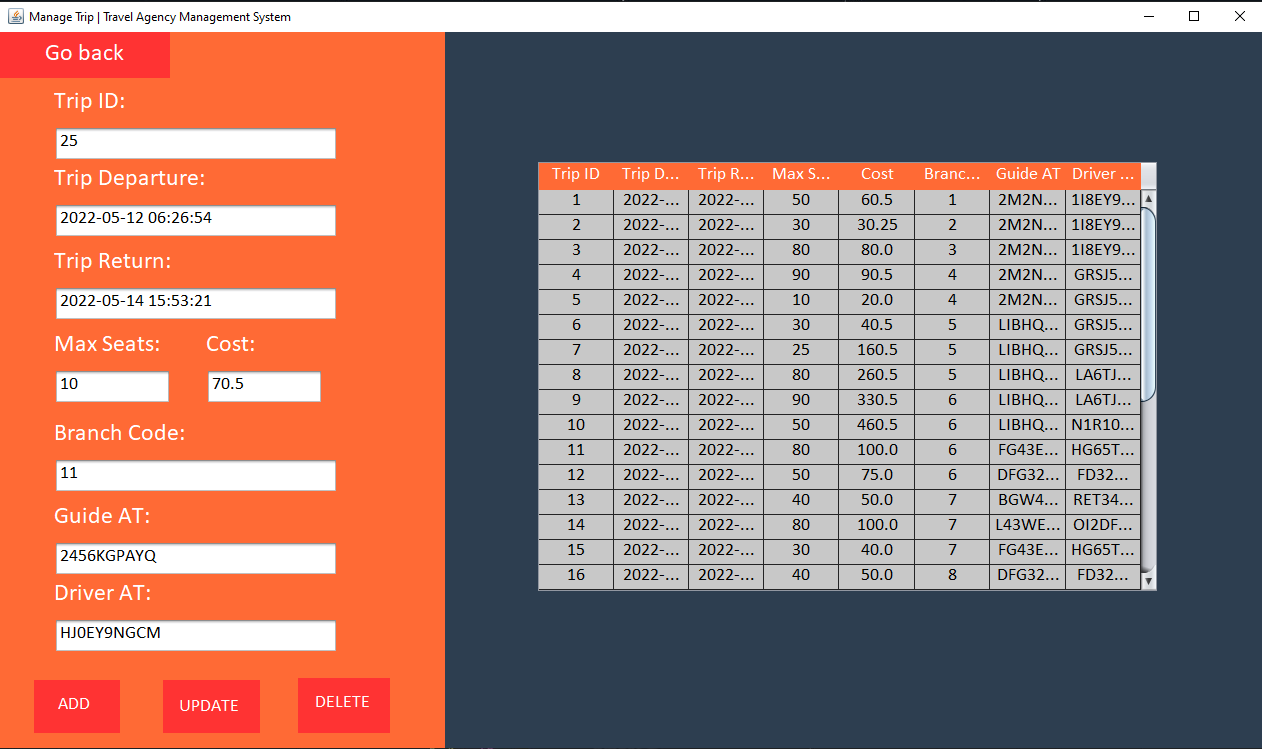 Manage Trip | Travel Agency Management System
Go back
Trip ID:
25
Trip Departure:
2022-05-12 06:26:54
Trip Return:
2022-05-14 15:53:21
Max Seats: Cost:
10 70.5
Branch Code:
11
Guide AT:
2456KGPAYQ
Driver AT:
HJ0EY9NGCM
ADD UPDATE DELETE
Trip ID Trip D... Trip R... Max S... Cost Branc... Guide AT Driver ...
1 2022-... 2022-... 50 60.5 1 2M2N... 1I8EY9...
2 2022-... 2022-... 30 30.25 2 2M2N... 1I8EY9...
3 2022-... 2022-... 80 80.0 3 2M2N... 1I8EY9...
4 2022-... 2022-... 90 90.5 4 2M2N... GRSJ5...
5 2022-... 2022-... 10 20.0 4 2M2N... GRSJ5...
6 2022-... 2022-... 30 40.5 5 LIBHQ... GRSJ5...
7 2022-... 2022-... 25 160.5 5 LIBHQ... GRSJ5...
8 2022-... 2022-... 80 260.5 5 LIBHQ... LA6TJ...
9 2022-... 2022-... 90 330.5 6 LIBHQ... LA6TJ...
10 2022-... 2022-... 50 460.5 6 LIBHQ... N1R10...
11 2022-... 2022-... 80 100.0 6 FG43E... HG65T...
12 2022-... 2022-... 50 75.0 6 DFG32... FD32...
13 2022-... 2022-... 40 50.0 7 BGW4... RET34...
14 2022-... 2022-... 80 100.0 7 L43WE... OI2DF...
15 2022-... 2022-... 30 40.0 7 FG43E... HG65T...
16 2022-... 2022-... 40 50.0 8 DFG32... FD32...